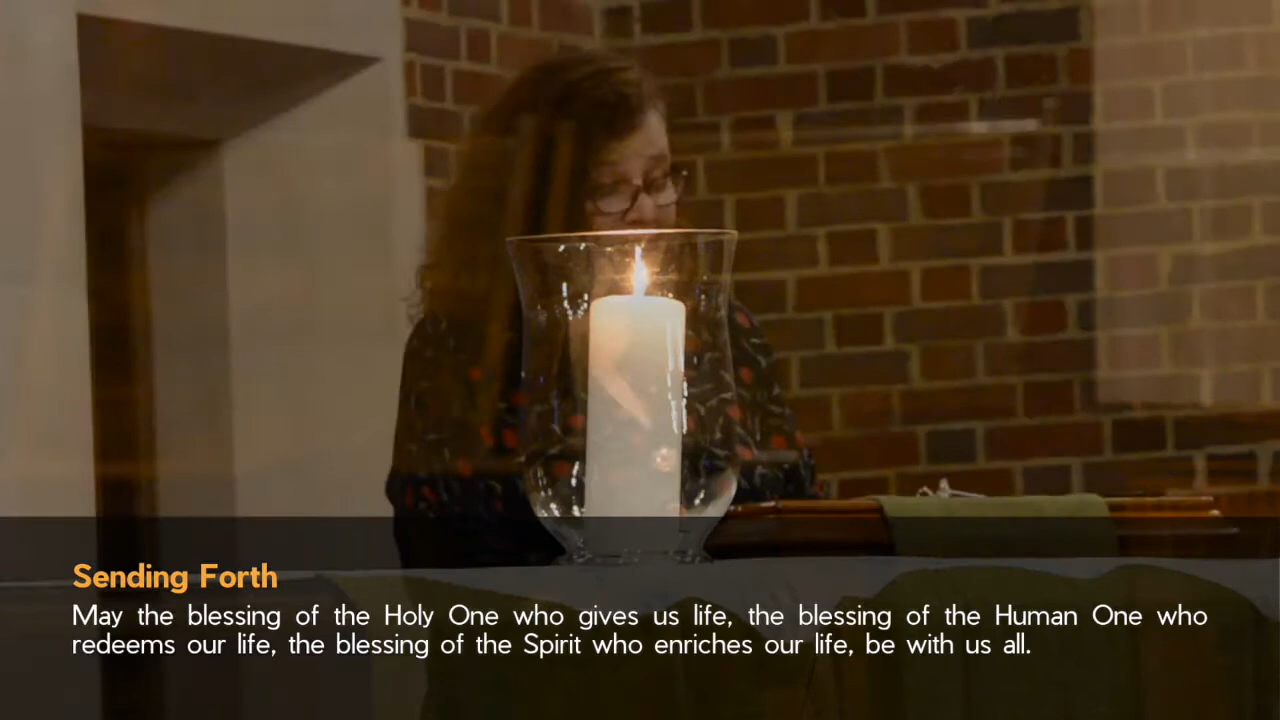 Sending Forth
May the blessing of the Holy One who gives us life, the blessing of the Human One who
redeems our life, the blessing of the Spirit who enriches our life, be with us all.